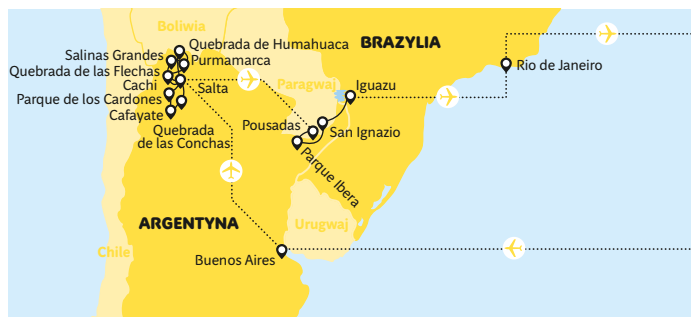 Boliwia
Quebrada de Humahuaca
BRAZYLIA
Salinas Grandes
Purmamarca
Rio de Janeiro
Quebrada de las Flechas
Cachi
Salta
Paragwaj
Iguazu
Parque de los Cardones
Cafayate
Pousadas
San Ignazio
Quebrada
de las Conchas
Parque Ibera
ARGENTYNA
Urugwaj
Chile
Buenos Aires